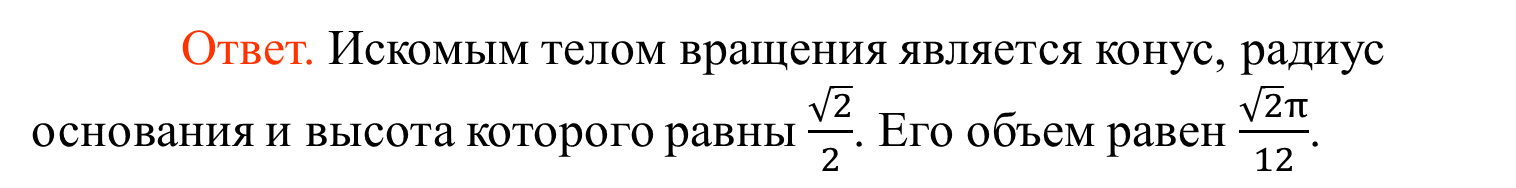 Ответ. Искомым телом вращения является конус, радиус
основания и высота которого равны √2/2. Его объем равен √2π/12.